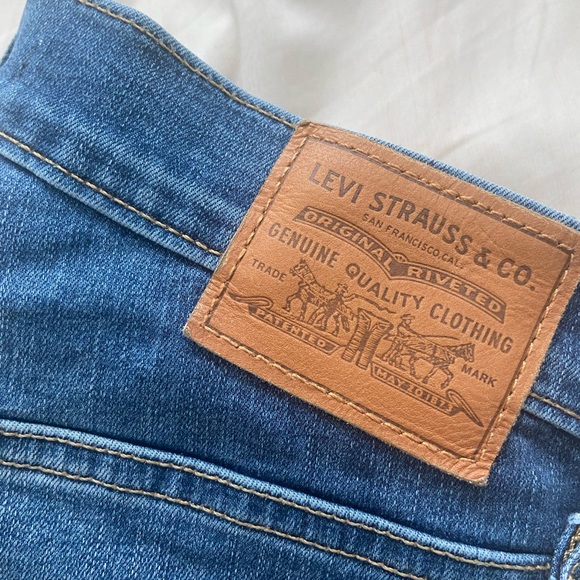 LEVI STRAUSS & CO.
SAN FRANCISCO, CAL.
ORIGINAL RIVETED
GENUINE QUALITY CLOTHING
TRADE MARK
PATENTED MAY 20 1873